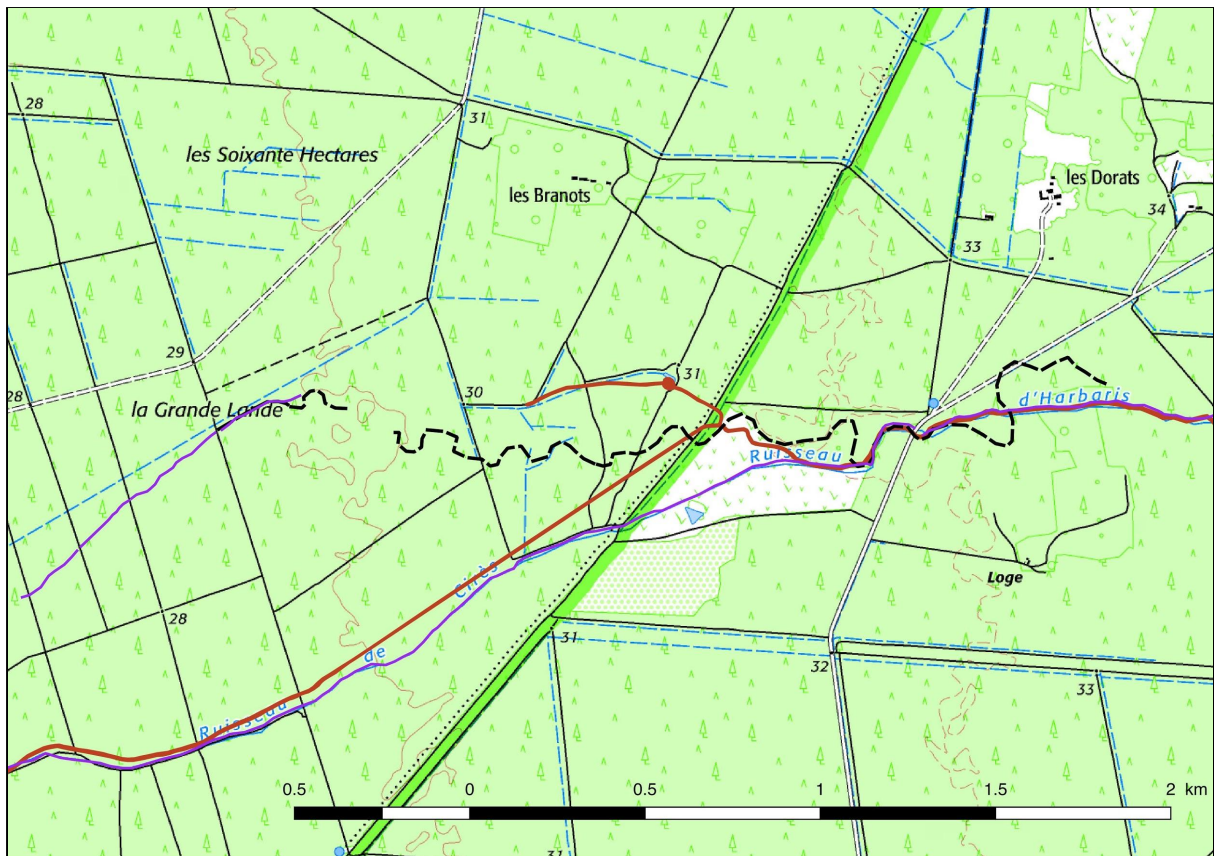 28
31
les Soixante Hectares
les Branots
les Dorats
34
33
29
28
30
31
la Grande Lande
d'Harbaris
Ruisseau
Cirès
Loge
de
28
31
32
33
Ruisseau
0.5 0 0.5 1 1.5 2 km
31